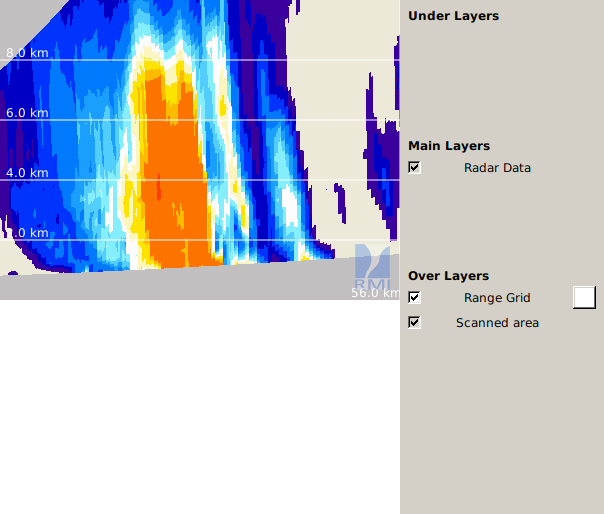 Under Layers
8.0 km
6.0 km
Main Layers
Radar Data
4.0 km
.0 km
Over Layers
RMI
56.0 km
Range Grid
Scanned area